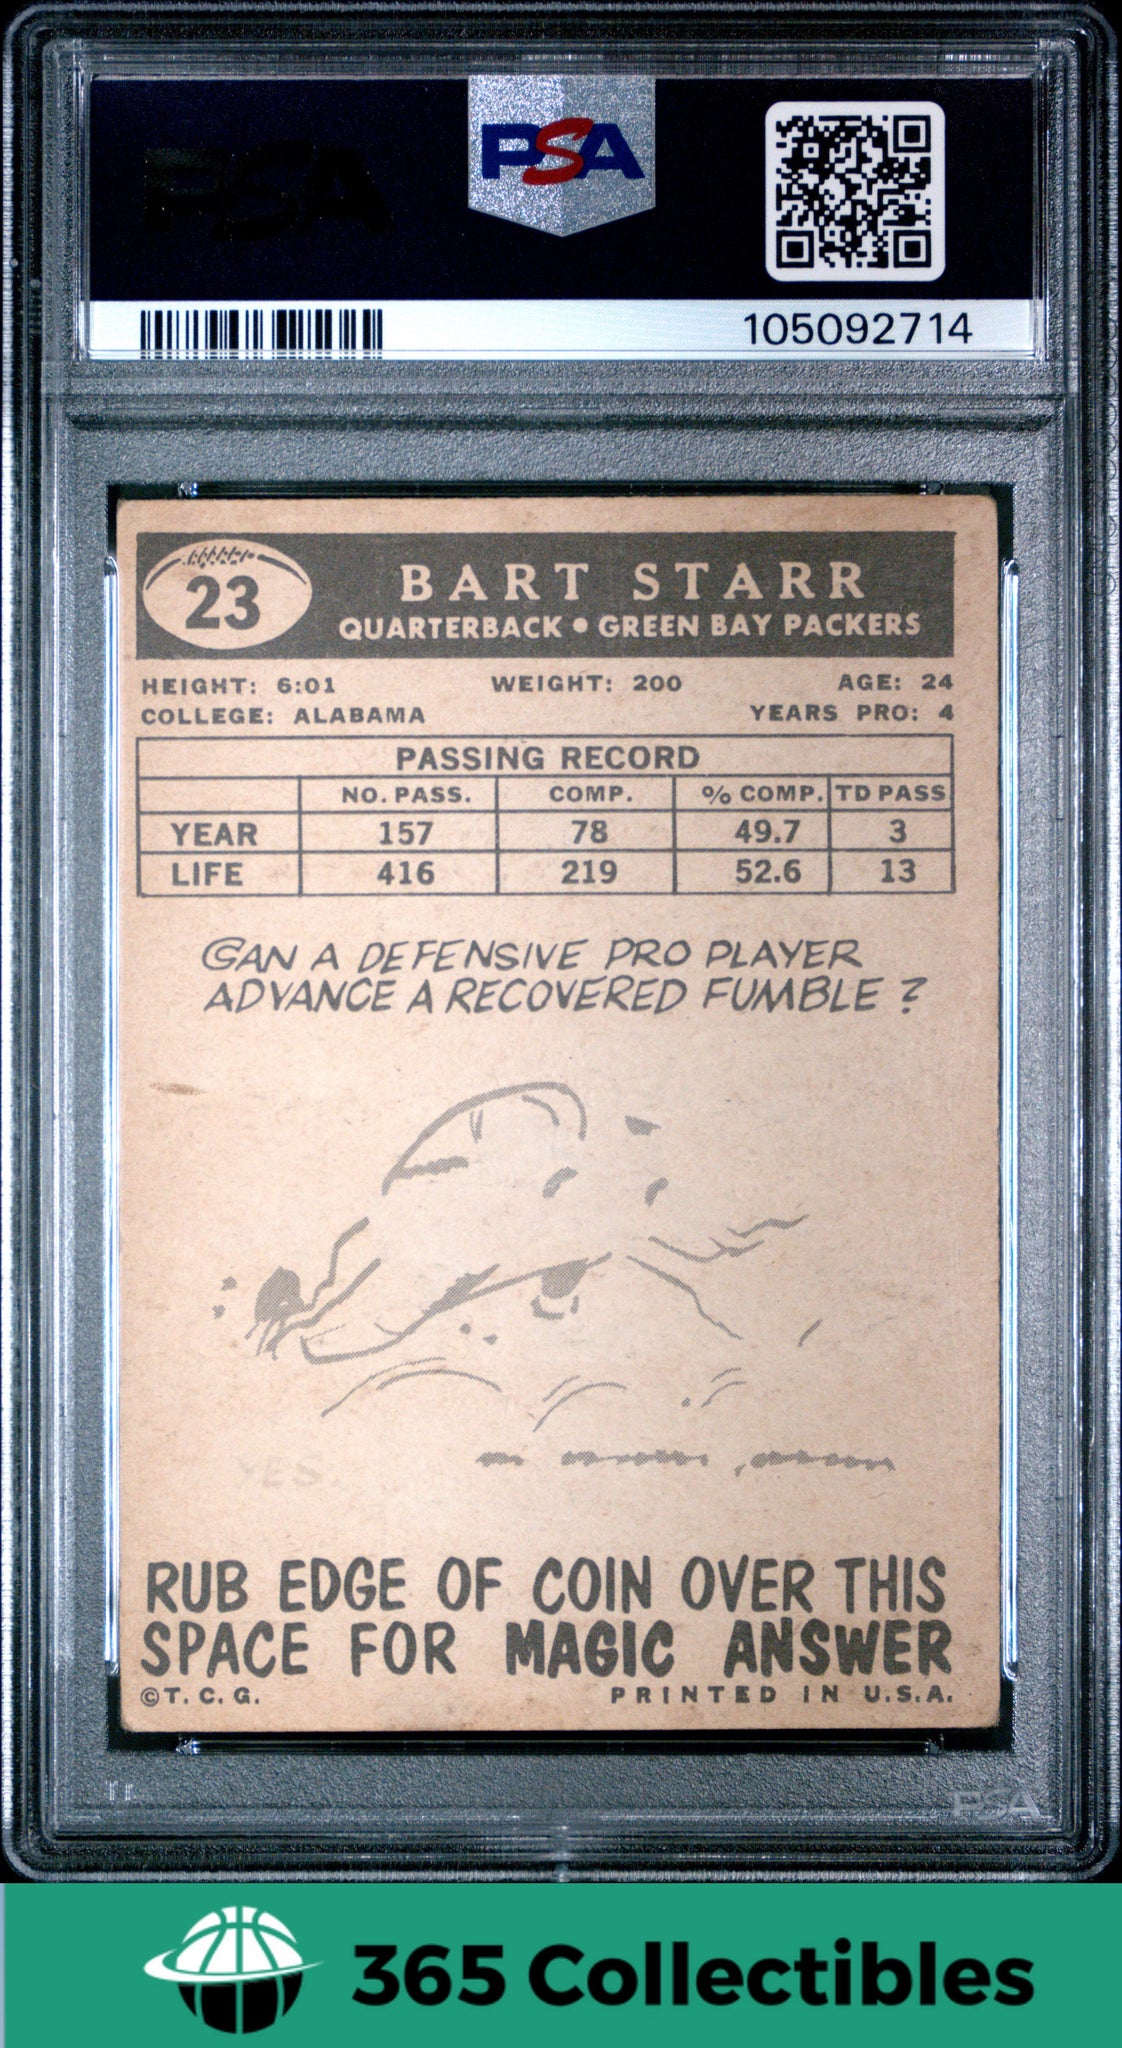 PSA
PSA
105092714
23
BART STARR
QUARTERBACK • GREEN BAY PACKERS
HEIGHT: 6:01 WEIGHT: 200 AGE: 24
COLLEGE: ALABAMA YEARS PRO: 4
PASSING RECORD
NO. PASS. COMP. % COMP. TD PASS
YEAR 157 78 49.7 3
LIFE 416 219 52.6 13
CAN A DEFENSIVE PRO PLAYER
ADVANCE A RECOVERED FUMBLE ?
YES.
RUB EDGE OF COIN OVER THIS
SPACE FOR MAGIC ANSWER
©T. C. G. PRINTED IN U.S.A.
PSA
365 Collectibles